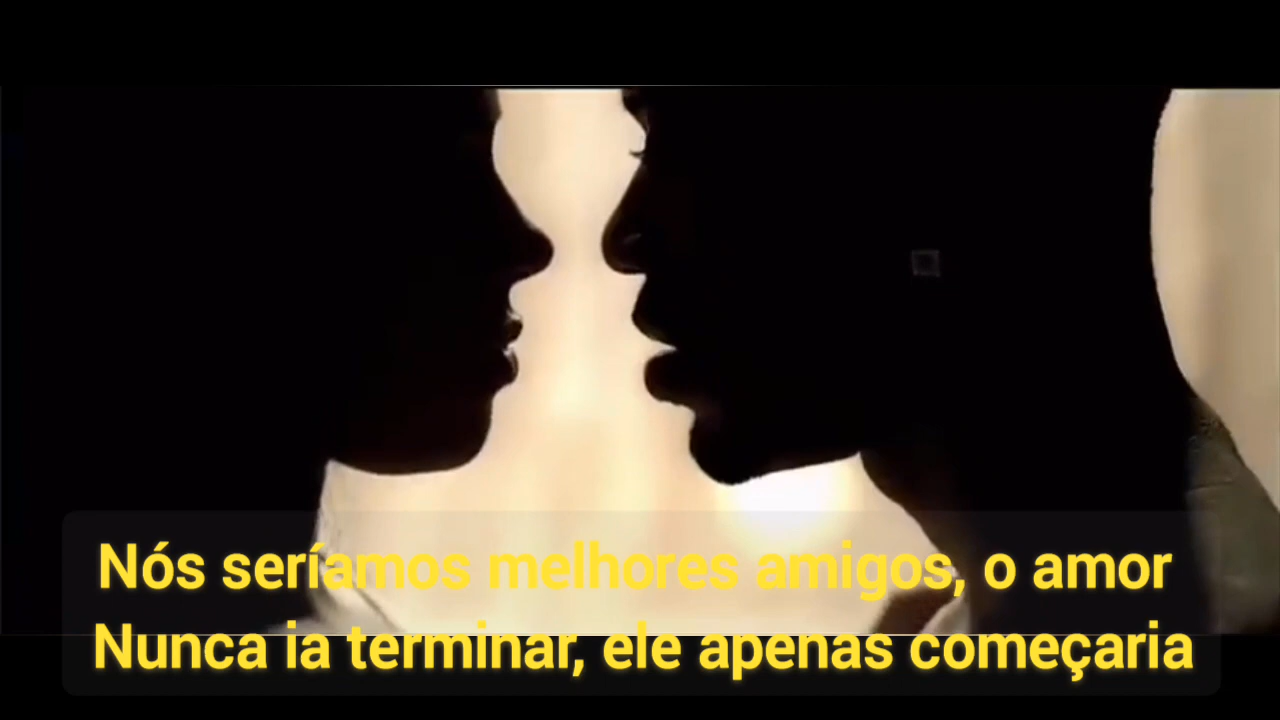 Nós seríamos melhores amigos, o amor
Nunca ia terminar, ele apenas começaria